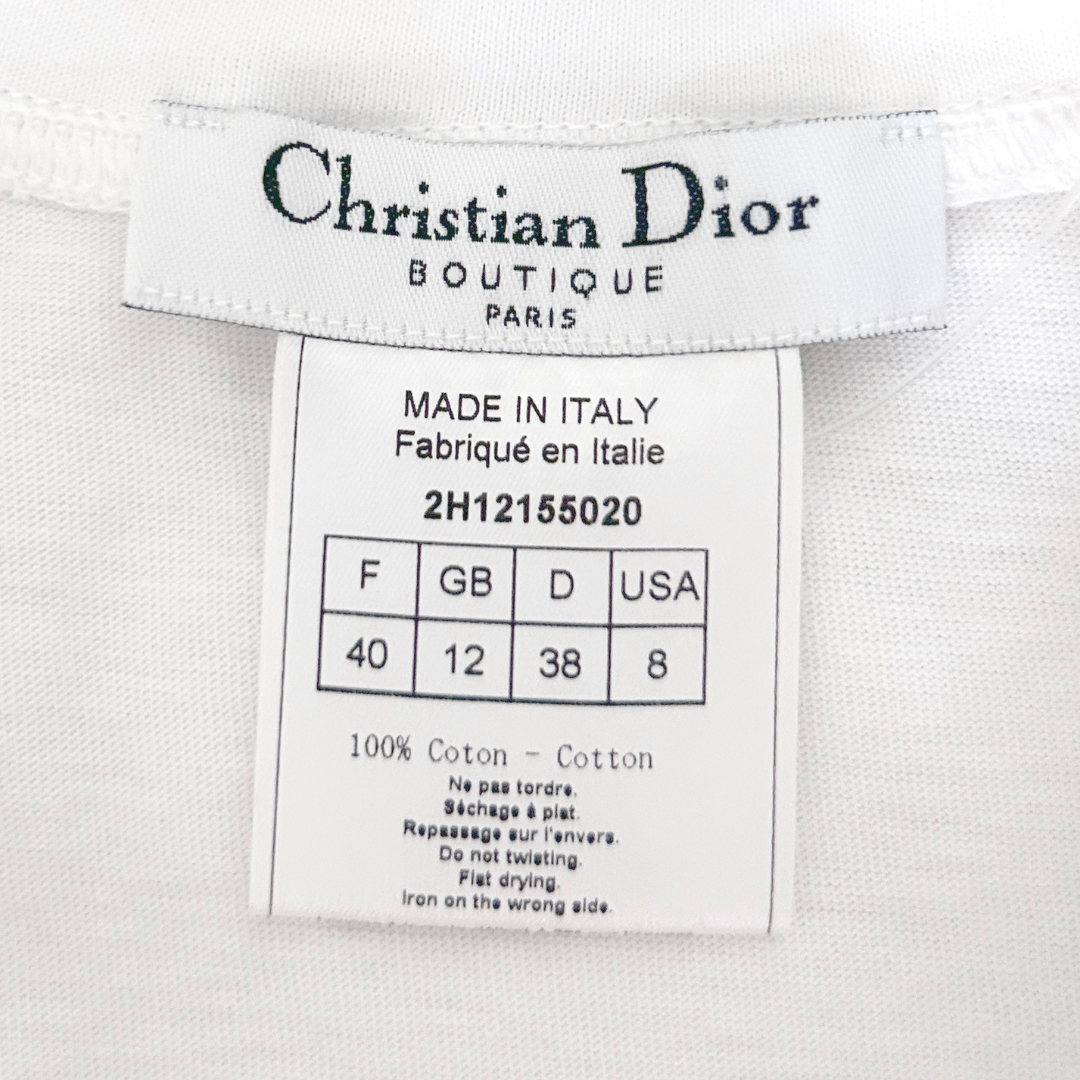 Christian Dior
BOUTIQUE
PARIS
MADE IN ITALY
Fabriqué en Italie
2H12155020
F GB D USA
40 12 38 8
100% Coton - Cotton
Ne pas tordre.
Séchage à plat.
Repassage sur l'envers.
Do not twisting.
Flat drying.
Iron on the wrong side.